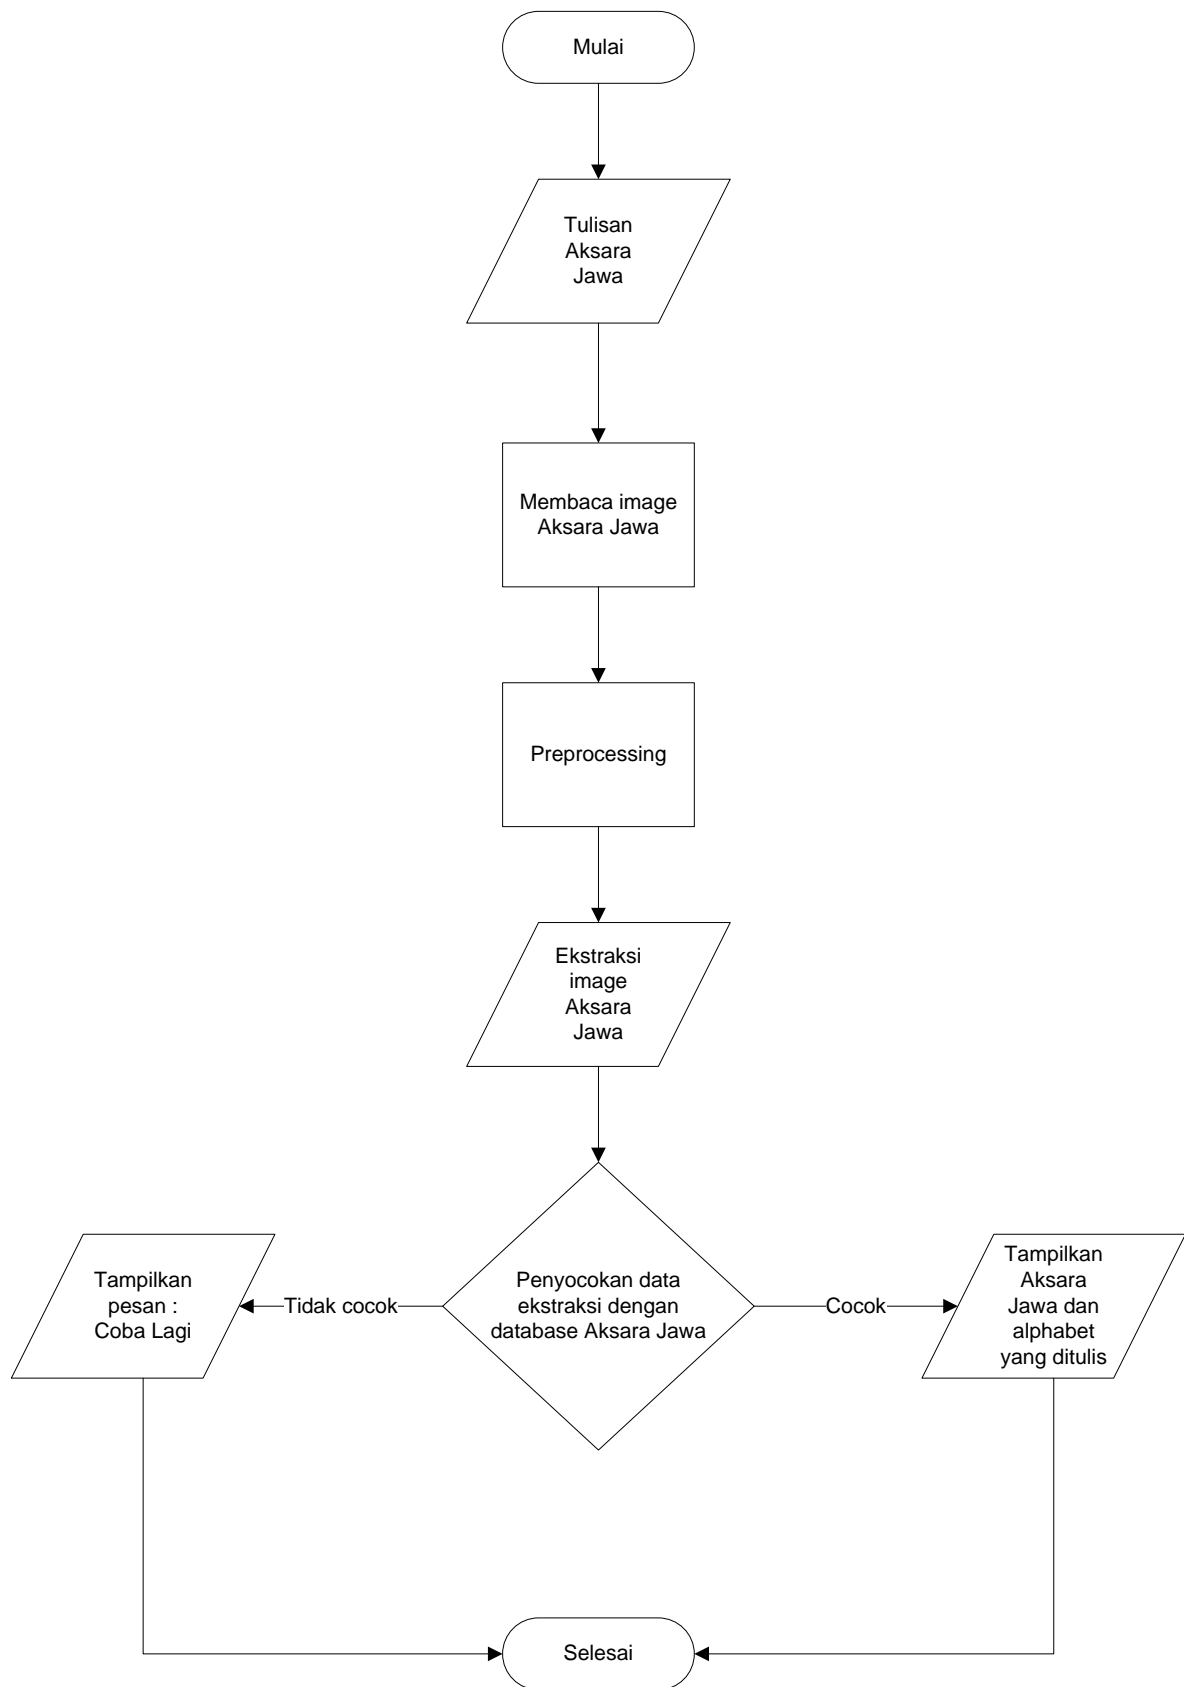 Mulai
Tulisan
Aksara
Jawa
Membaca image
Aksara Jawa
Preprocessing
Ekstraksi
image
Aksara
Jawa
Penyocokan data
ekstraksi dengan
database Aksara Jawa
Tidak cocok
Tampilkan
pesan :
Coba Lagi
Cocok
Tampilkan
Aksara
Jawa dan
alphabet
yang ditulis
Selesai